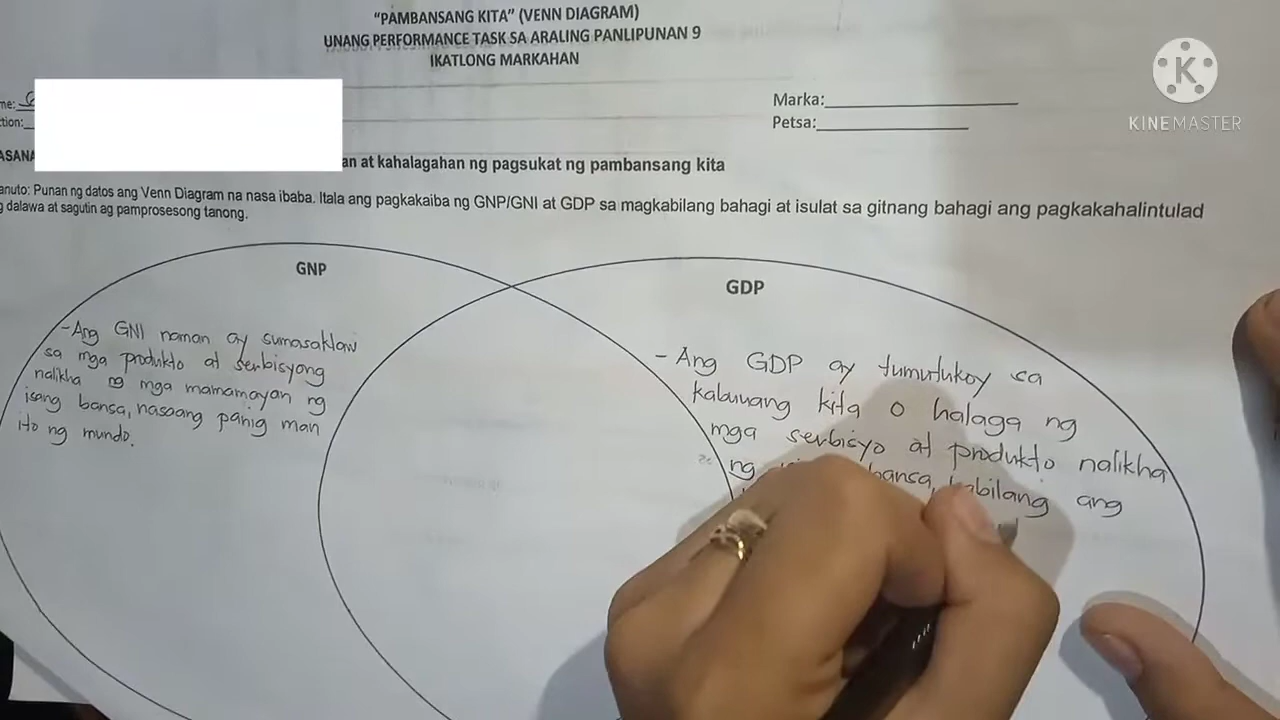 "PAMBANSANG KITA" (VENN DIAGRAM)
UNANG PERFORMANCE TASK SA ARALING PANLIPUNAN 9
IKATLONG MARKAHAN
me:
tion:
Marka:
Petsa:
KINEMASTER
ASANA
an at kahalagahan ng pagsukat ng pambansang kita
anuto: Punan ng datos ang Venn Diagram na nasa ibaba. Itala ang pagkakaiba ng GNP/GNI at GDP sa magkabilang bahagi at isulat sa gitnang bahagi ang pagkakahalintulad
g dalawa at sagutin ag pamprosesong tanong.
GNP
-Ang GNI naman ay sumasaklaw
sa mga produkto at serbisyong
nalikha ng mga mamamayan ng
isang bansa, nasaang panig man
ito ng mundo.
GDP
- Ang GDP ay tumutukoy sa
kabuuang kita o halaga ng
mga serbisyo at produkto nalikha
ng bansa, kabilang ang